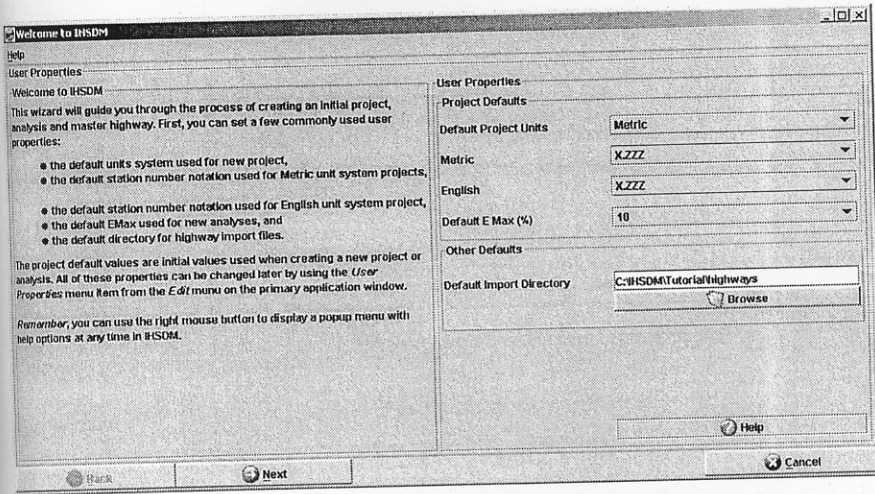 Welcome to IHSDM
Help
User Properties
Welcome to IHSDM
This wizard will guide you through the process of creating an initial project,
analysis and master highway. First, you can set a few commonly used user
properties:
● the default units system used for new project,
● the default station number notation used for Metric unit system projects,
● the default station number notation used for English unit system project,
● the default EMax used for new analyses, and
● the default directory for highway import files.
The project default values are initial values used when creating a new project or
analysis. All of these properties can be changed later by using the User
Properties menu item from the Edit menu on the primary application window.
Remember, you can use the right mouse button to display a popup menu with
help options at any time in IHSDM.
User Properties
Project Defaults
Default Project Units
Metric
Metric
X.ZZZ
English
X.ZZZ
Default E Max (%)
10
Other Defaults
Default Import Directory
C:\IHSDM\Tutorial\highways
Browse
Help
Back
Next
Cancel